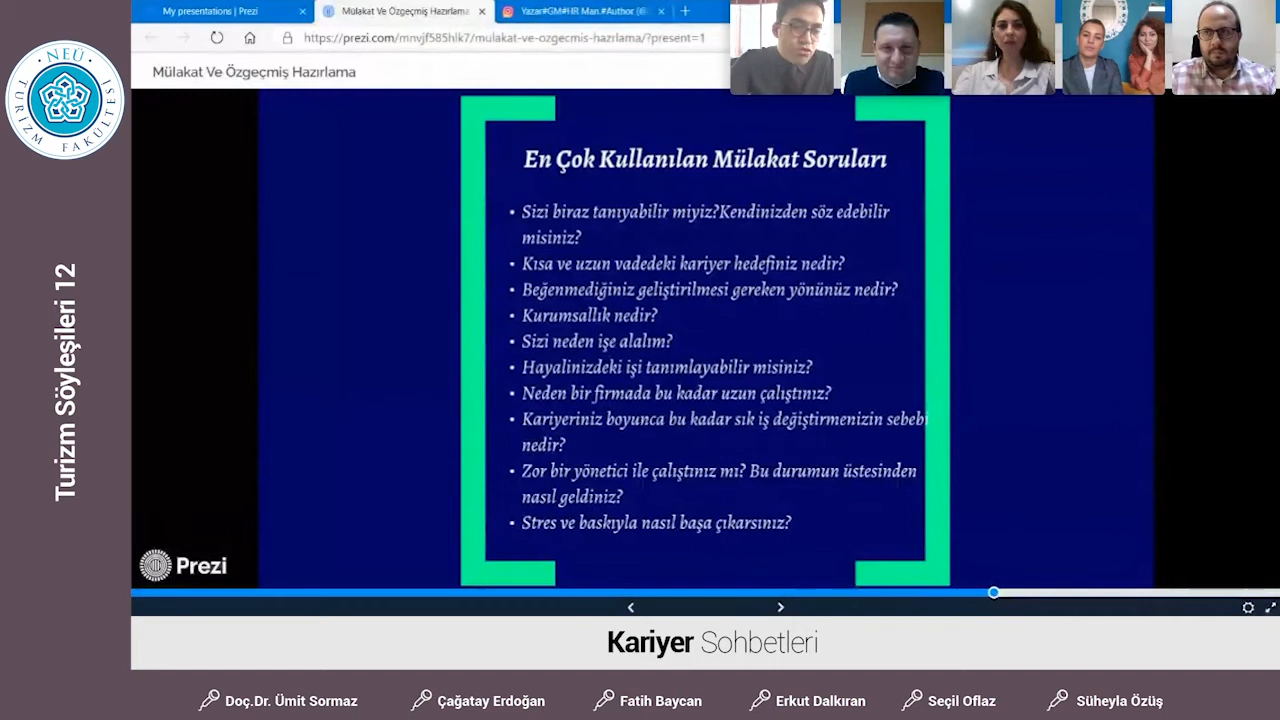 My presentations | Prezi
Mülakat Ve Özgeçmiş Hazırlama
Yazar#GM#HR Man.#Author (@
https://prezi.com/mnvjf585hlk7/mulakat-ve-ozgecmis-hazirlama/?present=1
Mülakat Ve Özgeçmiş Hazırlama
NEÜ
TURİZM FAKÜLTESİ
Turizm Söyleşileri 12
En Çok Kullanılan Mülakat Soruları
• Sizi biraz tanıyabilir miyiz?Kendinizden söz edebilir
misiniz?
• Kısa ve uzun vadedeki kariyer hedefiniz nedir?
• Beğenmediğiniz geliştirilmesi gereken yönünüz nedir?
• Kurumsallık nedir?
• Sizi neden işe alalım?
• Hayalinizdeki işi tanımlayabilir misiniz?
• Neden bir firmada bu kadar uzun çalıştınız?
• Kariyeriniz boyunca bu kadar sık iş değiştirmenizin sebebi
nedir?
• Zor bir yönetici ile çalıştınız mı? Bu durumun üstesinden
nasıl geldiniz?
• Stres ve baskıyla nasıl başa çıkarsınız?
Prezi
Kariyer Sohbetleri
Doç.Dr. Ümit Sormaz
Çağatay Erdoğan
Fatih Baycan
Erkut Dalkıran
Seçil Oflaz
Süheyla Özüş